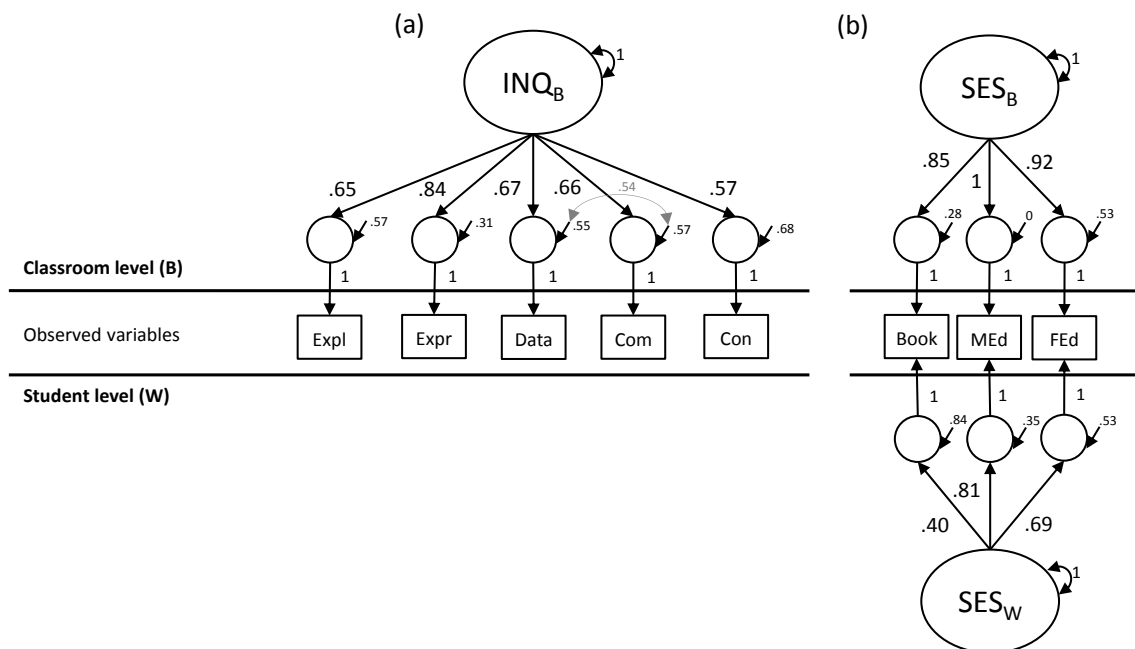 (a)
(b)
1
INQB
1
SESB
.65
.84
.67
.66
.54
.57
.85
1
.92
.57
.31
.55
.57
.68
.28
0
.53
Classroom level (B)
1
1
1
1
1
1
1
1
Observed variables
Expl
Expr
Data
Com
Con
Book
MEd
FEd
Student level (W)
1
1
1
.84
.35
.53
.40
.81
.69
1
SESW